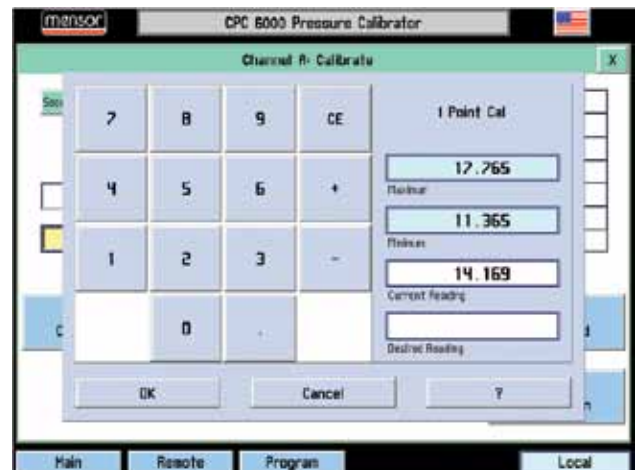 mensor
CPC 6000 Pressure Calibrator
Channel A- Calibrate
X
7 8 9 CE
4 5 6 +
1 2 3 -
0 .
1 Point Cal
17.765
Maximum
11.365
Minimum
14.169
Current Reading
Desired Reading
OK Cancel ?
Main Remote Program Local